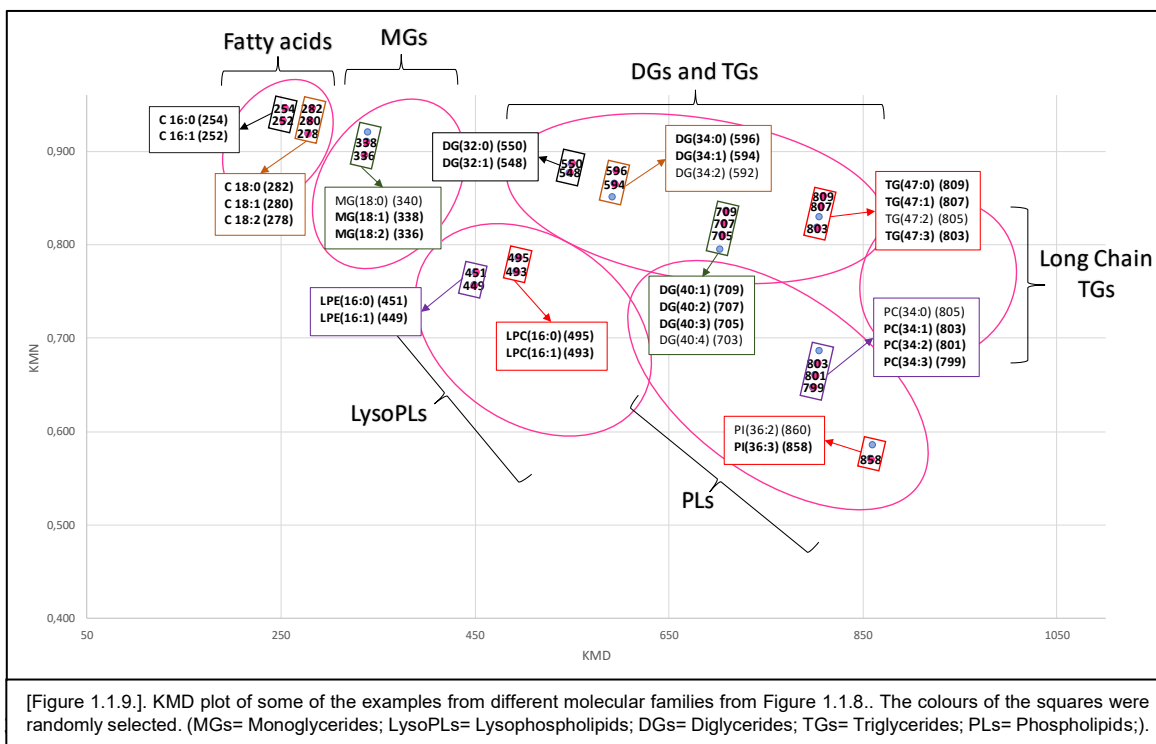 Fatty acids
MGs
DGs and TGs
C 16:0 (254)
C 16:1 (252)
254
252
282
280
278
C 18:0 (282)
C 18:1 (280)
C 18:2 (278)
338
336
MG(18:0) (340)
MG(18:1) (338)
MG(18:2) (336)
DG(32:0) (550)
DG(32:1) (548)
550
548
596
594
DG(34:0) (596)
DG(34:1) (594)
DG(34:2) (592)
809
807
803
TG(47:0) (809)
TG(47:1) (807)
TG(47:2) (805)
TG(47:3) (803)
709
707
705
DG(40:1) (709)
DG(40:2) (707)
DG(40:3) (705)
DG(40:4) (703)
Long Chain
TGs
451
449
LPE(16:0) (451)
LPE(16:1) (449)
495
493
LPC(16:0) (495)
LPC(16:1) (493)
PC(34:0) (805)
PC(34:1) (803)
PC(34:2) (801)
PC(34:3) (799)
803
801
799
LysoPLs
PI(36:2) (860)
PI(36:3) (858)
858
PLs
0,900
0,800
0,700
0,600
0,500
0,400
KMN
50
250
450
650
850
1050
KMD
[Figure 1.1.9.]. KMD plot of some of the examples from different molecular families from Figure 1.1.8.. The colours of the squares were
randomly selected. (MGs= Monoglycerides; LysoPLs= Lysophospholipids; DGs= Diglycerides; TGs= Triglycerides; PLs= Phospholipids;).